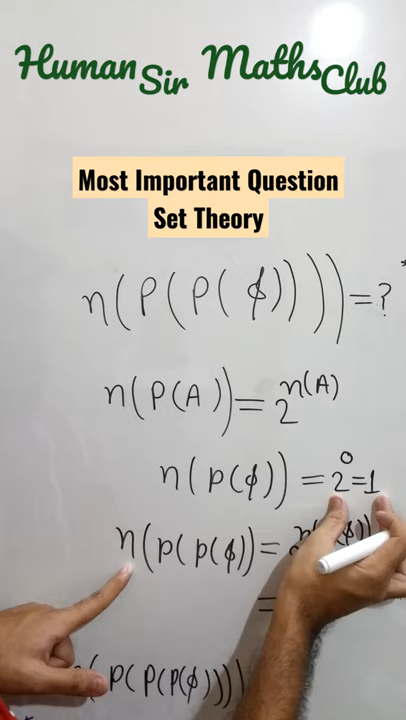 Human Sir Maths Club
Most Important Question
Set Theory
n(P(P(ϕ)))) = ?
n(P(A)) = 2^n(A)
n(P(ϕ)) = 2^0 = 1
n(P(P(ϕ)) =
=
(P(P(P(ϕ))))